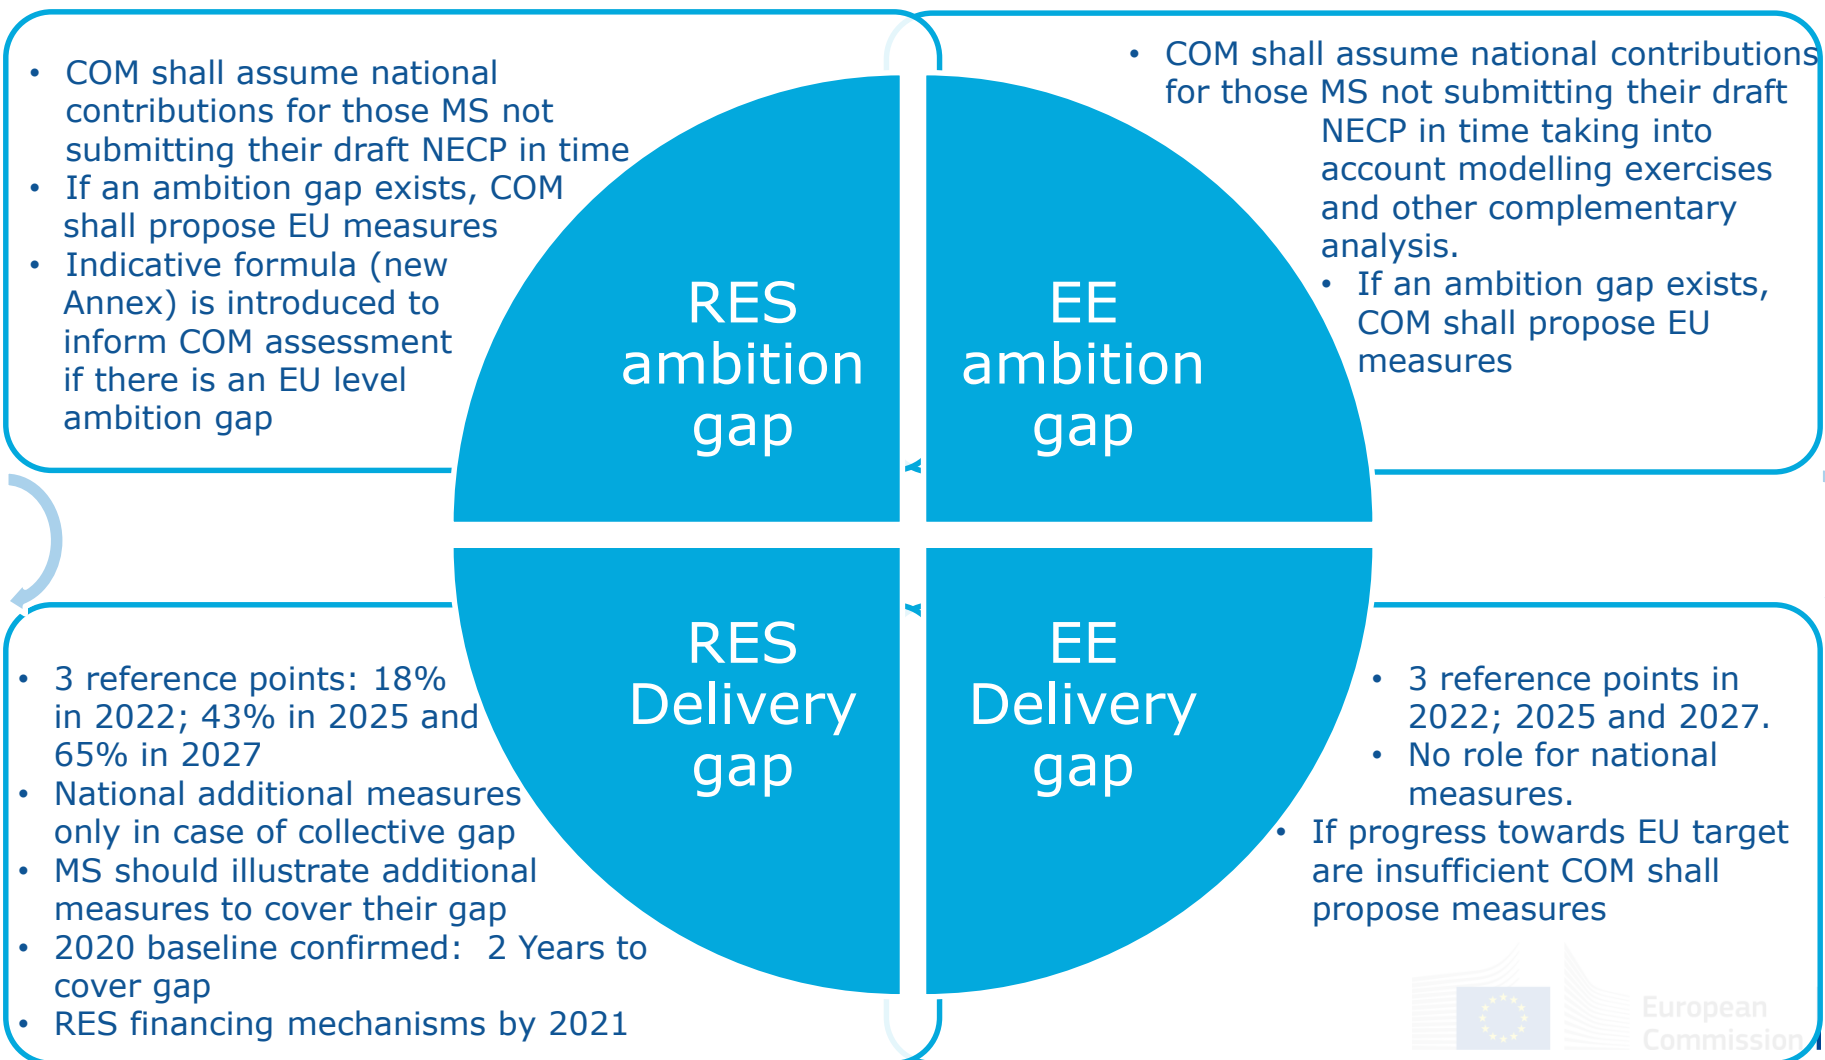 • COM shall assume national
contributions for those MS not
submitting their draft NECP in time
• If an ambition gap exists, COM
shall propose EU measures
• Indicative formula (new
Annex) is introduced to
inform COM assessment
if there is an EU level
ambition gap
• COM shall assume national contributions
for those MS not submitting their draft
NECP in time taking into
account modelling exercises
and other complementary
analysis.
• If an ambition gap exists,
COM shall propose EU
measures
RES
ambition
gap
EE
ambition
gap
RES
Delivery
gap
EE
Delivery
gap
• 3 reference points: 18%
in 2022; 43% in 2025 and
65% in 2027
• National additional measures
only in case of collective gap
• MS should illustrate additional
measures to cover their gap
• 2020 baseline confirmed: 2 Years to
cover gap
• RES financing mechanisms by 2021
• 3 reference points in
2022; 2025 and 2027.
• No role for national
measures.
• If progress towards EU target
are insufficient COM shall
propose measures
European
Commission